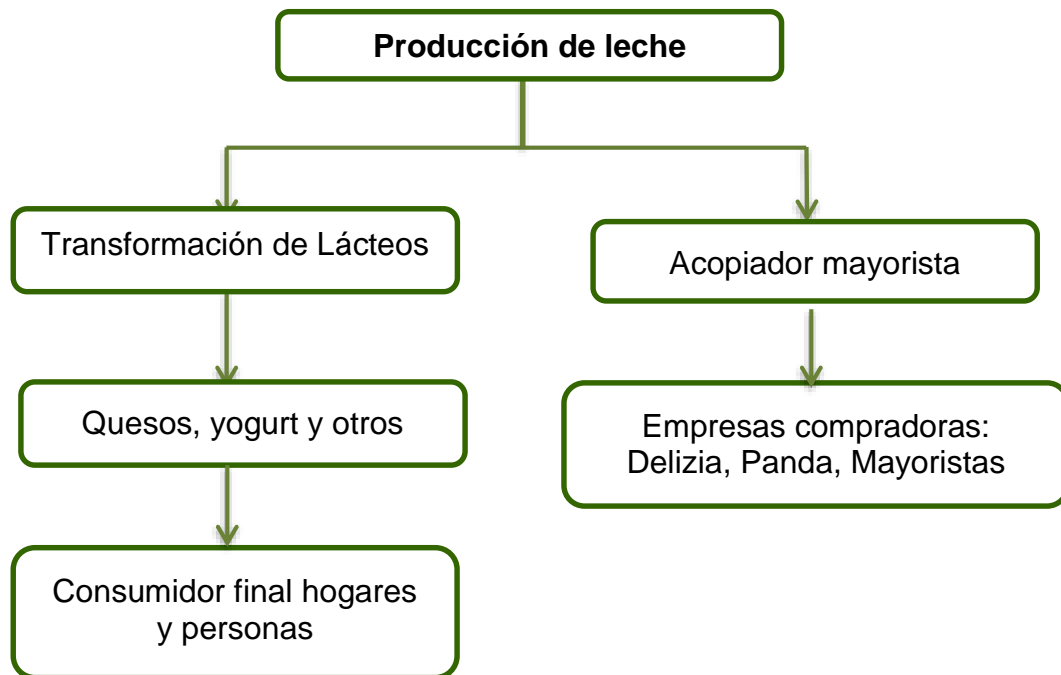 Producción de leche
Transformación de Lácteos
Acopiador mayorista
Quesos, yogurt y otros
Empresas compradoras:
Delizia, Panda, Mayoristas
Consumidor final hogares
y personas